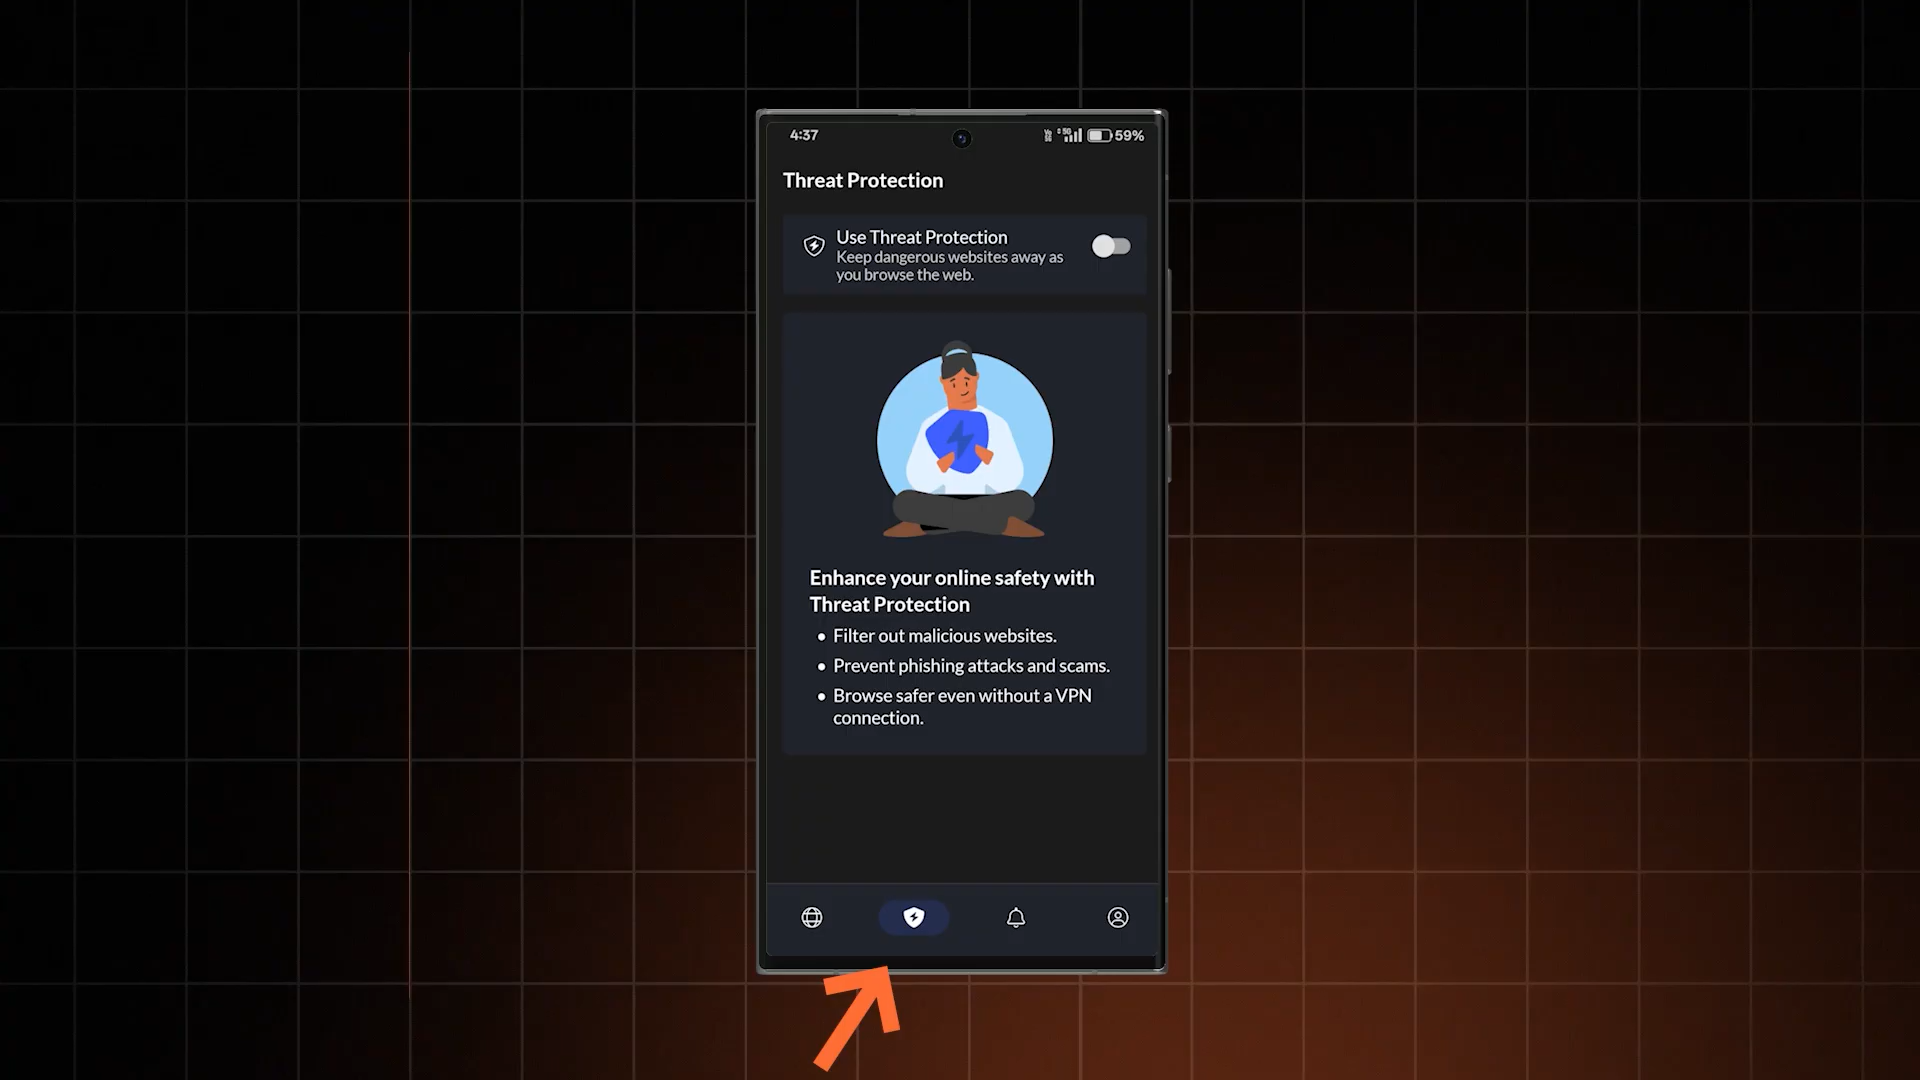 4:37
5G
59%
Threat Protection
Use Threat Protection
Keep dangerous websites away as
you browse the web.
Enhance your online safety with
Threat Protection
• Filter out malicious websites.
• Prevent phishing attacks and scams.
• Browse safer even without a VPN
connection.